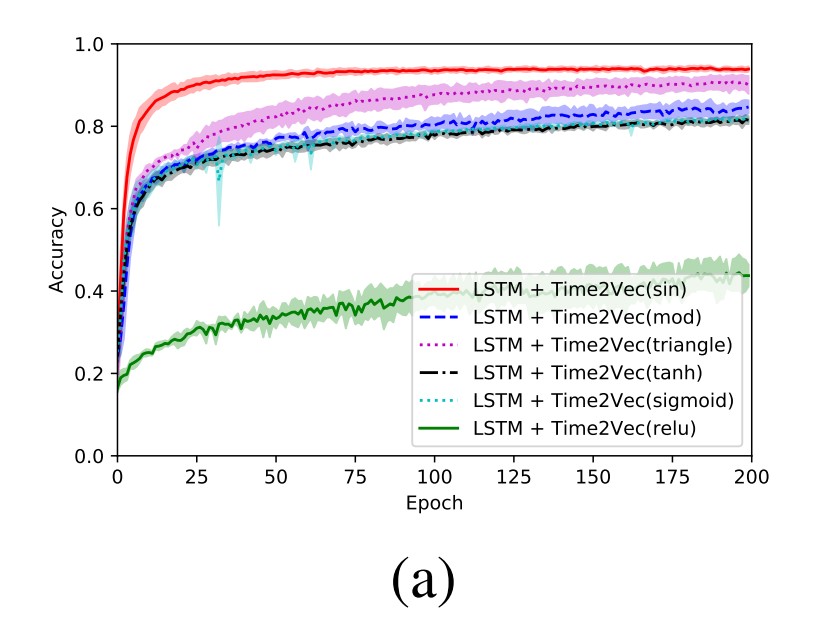 1.0
0.8
0.6
0.4
0.2
0.0
Accuracy
LSTM + Time2Vec(sin)
LSTM + Time2Vec(mod)
LSTM + Time2Vec(triangle)
LSTM + Time2Vec(tanh)
LSTM + Time2Vec(sigmoid)
LSTM + Time2Vec(relu)
0 25 50 75 100 125 150 175 200
Epoch
(a)